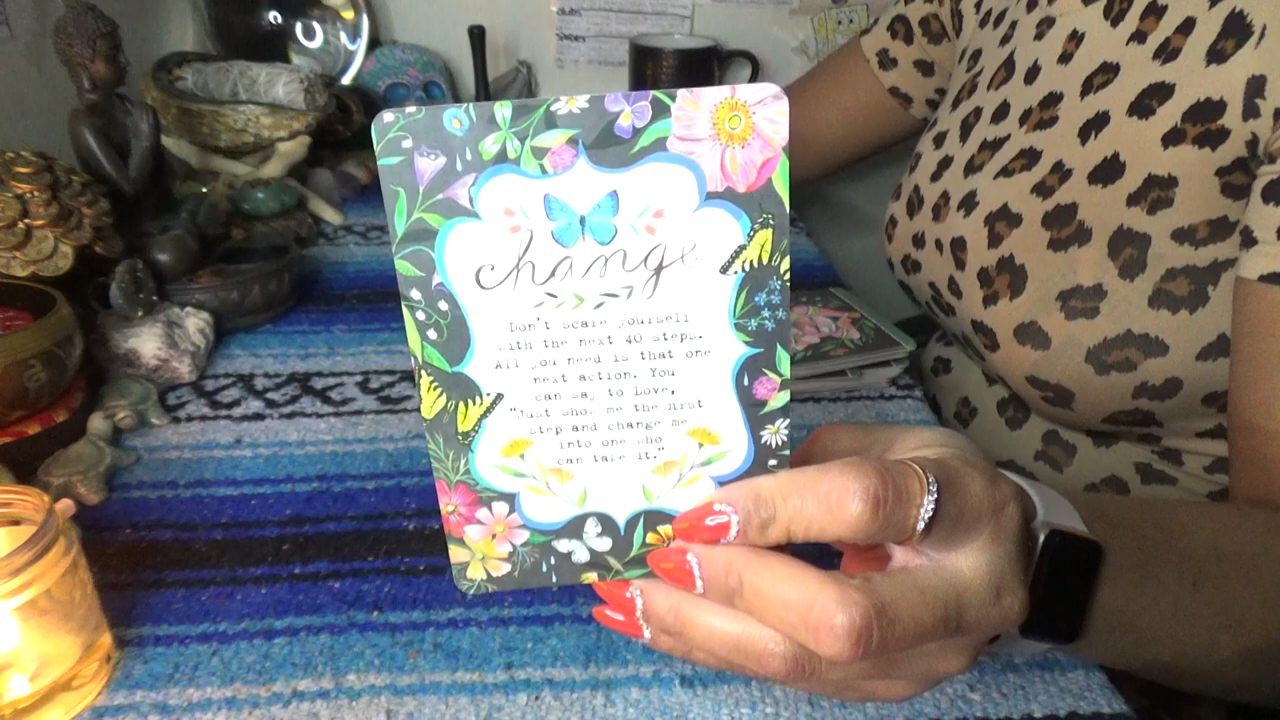 change
Don't scare yourself
with the next 40 steps.
All you need is that one
next action. You
can say to Love,
"Just show me the first
step and change me
into one who
can take it."